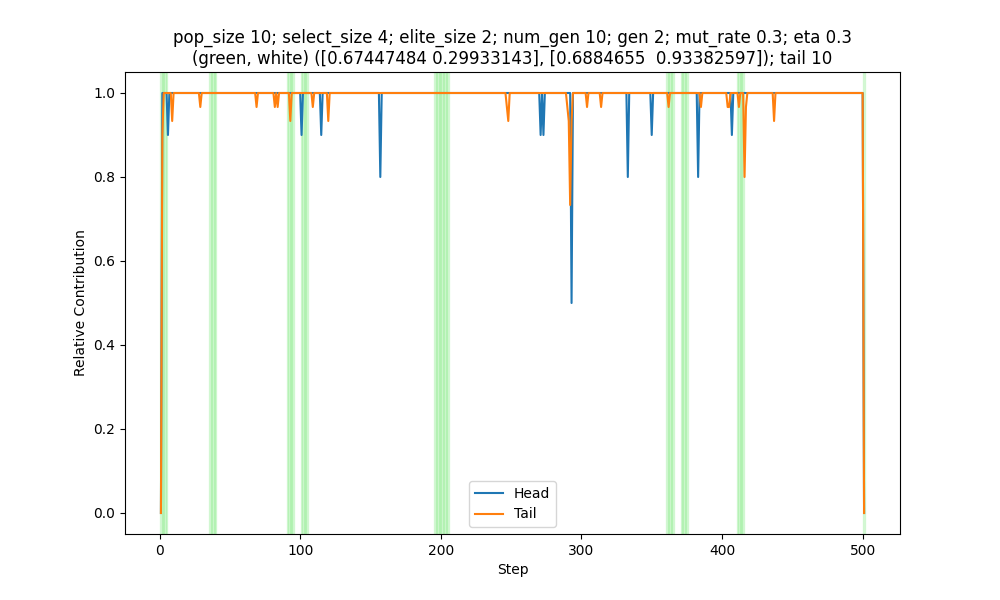 pop_size 10; select_size 4; elite_size 2; num_gen 10; gen 2; mut_rate 0.3; eta 0.3
(green, white) ([0.67447484 0.29933143], [0.6884655  0.93382597]); tail 10
1.0
0.8
0.6
0.4
0.2
0.0
Relative Contribution
Head
Tail
0
100
200
300
400
500
Step